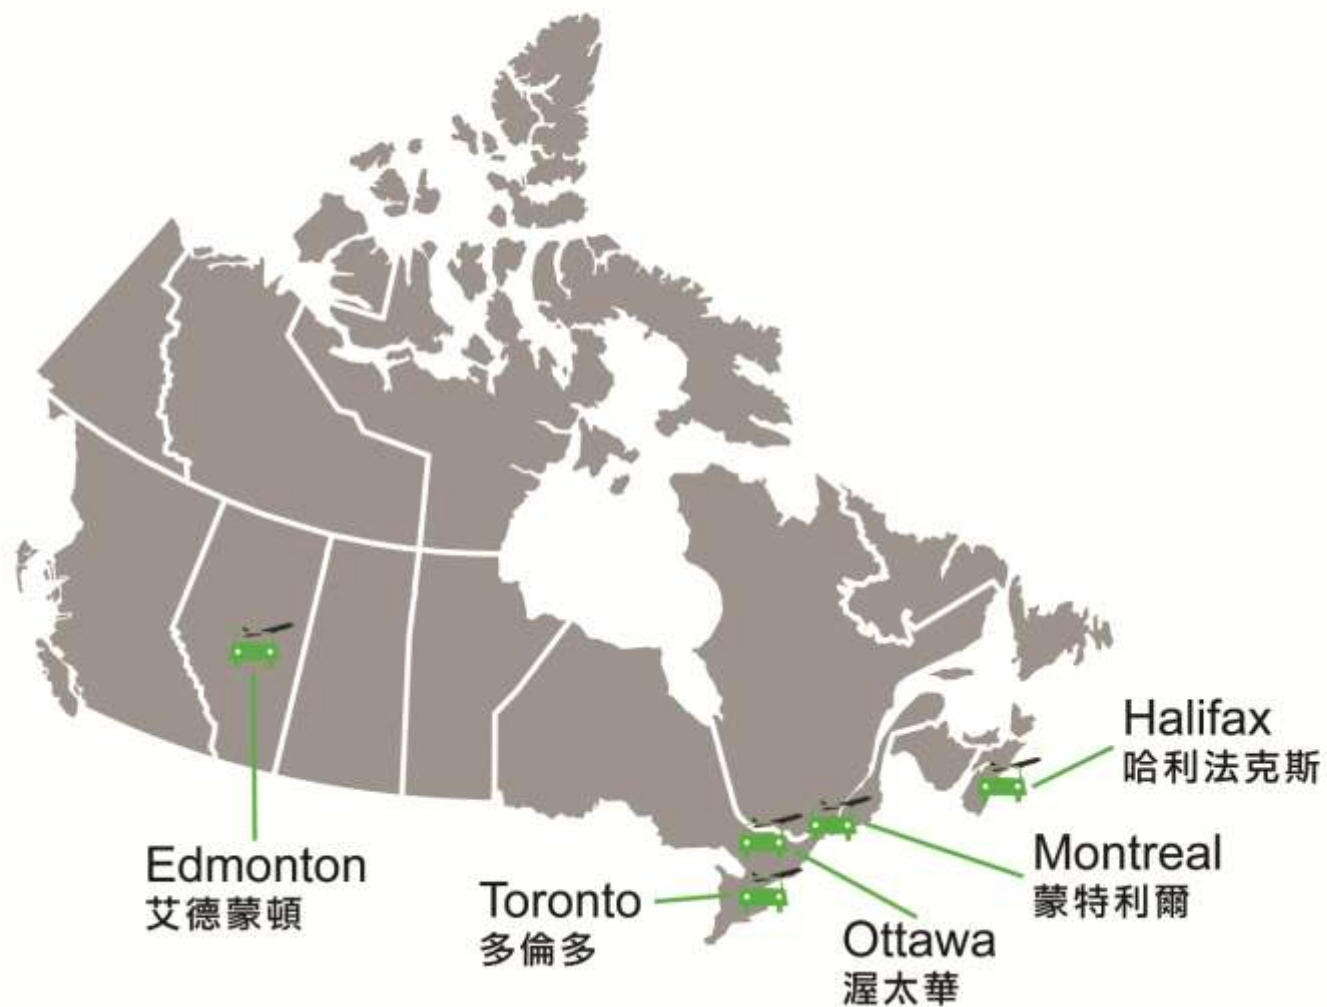 Halifax
哈利法克斯
Edmonton
艾德蒙頓
Toronto
多倫多
Montreal
蒙特利爾
Ottawa
渥太華